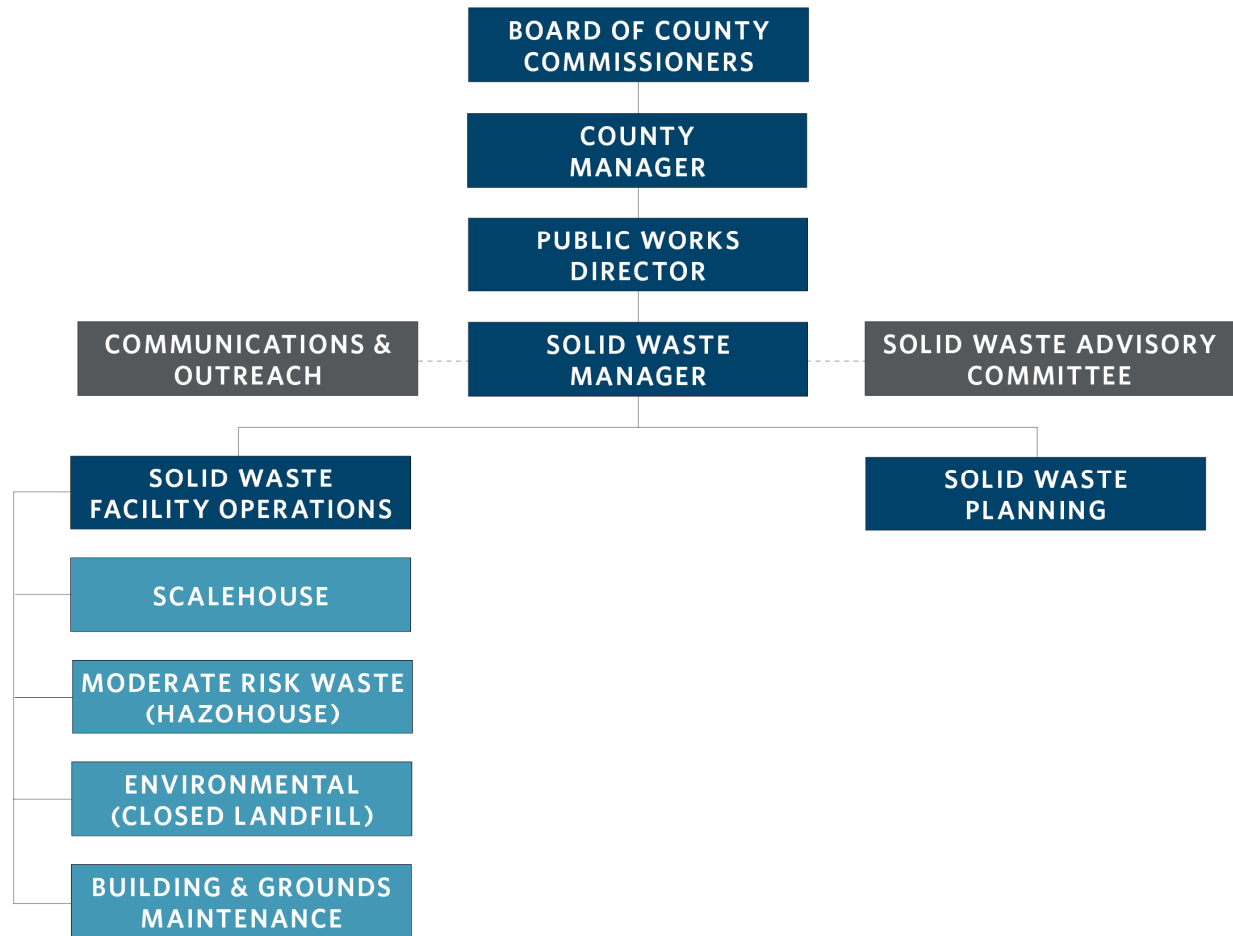 BOARD OF COUNTY
COMMISSIONERS
COUNTY
MANAGER
PUBLIC WORKS
DIRECTOR
COMMUNICATIONS &
OUTREACH
SOLID WASTE
MANAGER
SOLID WASTE ADVISORY
COMMITTEE
SOLID WASTE
FACILITY OPERATIONS
SOLID WASTE
PLANNING
SCALEHOUSE
MODERATE RISK WASTE
(HAZOHOUSE)
ENVIRONMENTAL
(CLOSED LANDFILL)
BUILDING & GROUNDS
MAINTENANCE